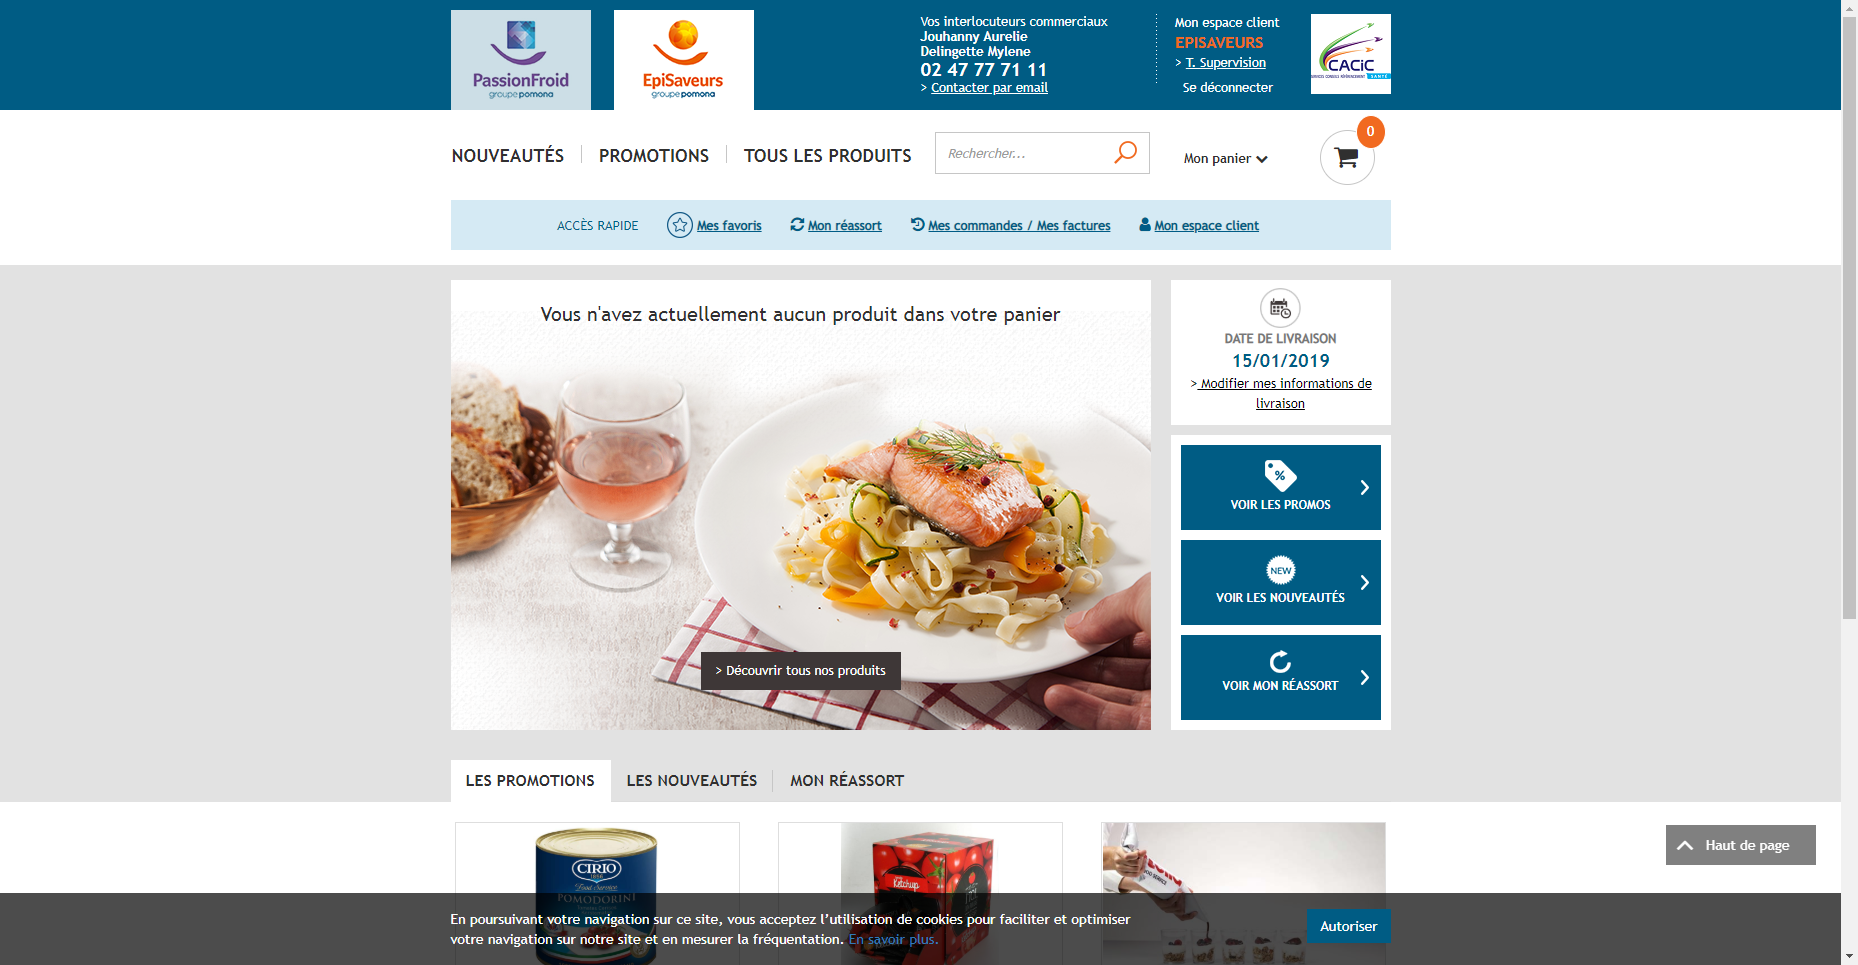 PassionFroid
groupe pomona
EpiSaveurs
groupe pomona
Vos interlocuteurs commerciaux
Jouhanny Aurelie
Delingette Mylene
02 47 77 71 11
> Contacter par email
Mon espace client
EPISAVEURS
> T. Supervision
Se déconnecter
CACiC
SANTÉ
NOUVEAUTÉS
PROMOTIONS
TOUS LES PRODUITS
Rechercher...
Mon panier
0
ACCÈS RAPIDE
Mes favoris
Mon réassort
Mes commandes / Mes factures
Mon espace client
Vous n'avez actuellement aucun produit dans votre panier
> Découvrir tous nos produits
DATE DE LIVRAISON
15/01/2019
> Modifier mes informations de
livraison
%
VOIR LES PROMOS
NEW
VOIR LES NOUVEAUTÉS
VOIR MON RÉASSORT
LES PROMOTIONS
LES NOUVEAUTÉS
MON RÉASSORT
CIRIO
Food Service
POMODORINI
Ketchup
Haut de page
En poursuivant votre navigation sur ce site, vous acceptez l’utilisation de cookies pour faciliter et optimiser
votre navigation sur notre site et en mesurer la fréquentation. En savoir plus.
Autoriser